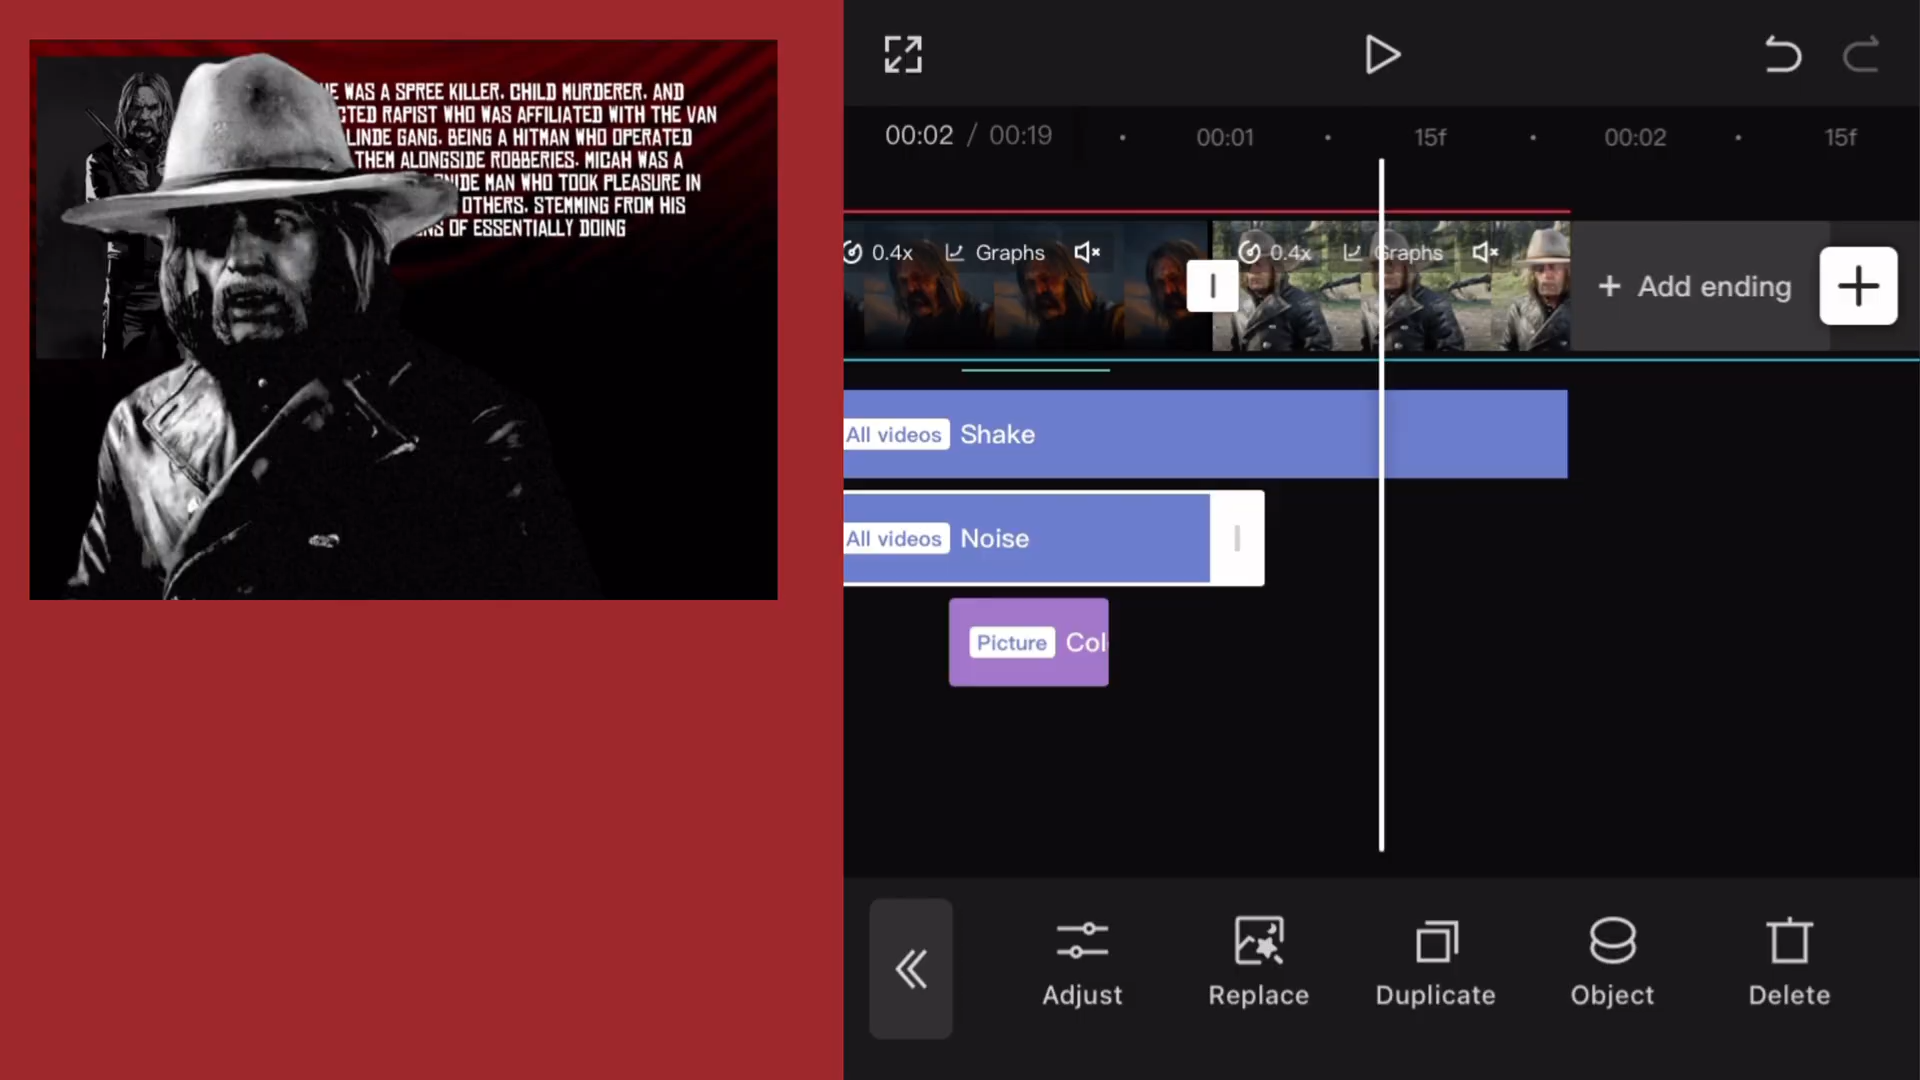 WAS A SPREE KILLER. CHILD MURDERER. AND
RAPIST WHO WAS AFFILIATED WITH THE VAN
LINDE GANG. BEING A HITMAN WHO OPERATED
THEM ALONGSIDE ROBBERIES. MICAH WAS A
MAN WHO TOOK PLEASURE IN
OTHERS. STEMMING FROM HIS
OF ESSENTIALLY DOING
00:02 / 00:19
00:01
15f
00:02
15f
0.4x Graphs
0.4x Graphs
+ Add ending
All videos Shake
All videos Noise
Picture Col
Adjust
Replace
Duplicate
Object
Delete